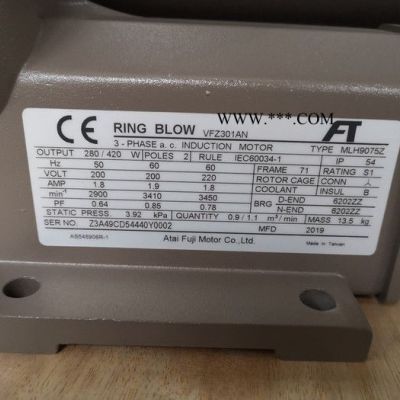 WWW.***.COM
CE RING BLOW VFZ301AN FT
3 - PHASE a. c. INDUCTION MOTOR TYPE MLH9075Z
OUTPUT 280 / 420 W POLES 2 RULE IEC60034-1 IP 54
Hz 50 60 60 FRAME 71 RATING S1
VOLT 200 200 220 ROTOR CAGE CONN 人
AMP 1.8 1.9 1.8 COOLANT INSUL B
min-1 2900 3410 3450 BRG D-END 6202ZZ
PF 0.64 0.85 0.78 N-END 6202ZZ
STATIC PRESS 3.92 kPa QUANTITY 0.9 / 1.1 m³ / min MASS 13.5 kg
SER NO. Z3A49CD54440Y0002 MFD 2019
Atai Fuji Motor Co., Ltd.
Made in Taiwan